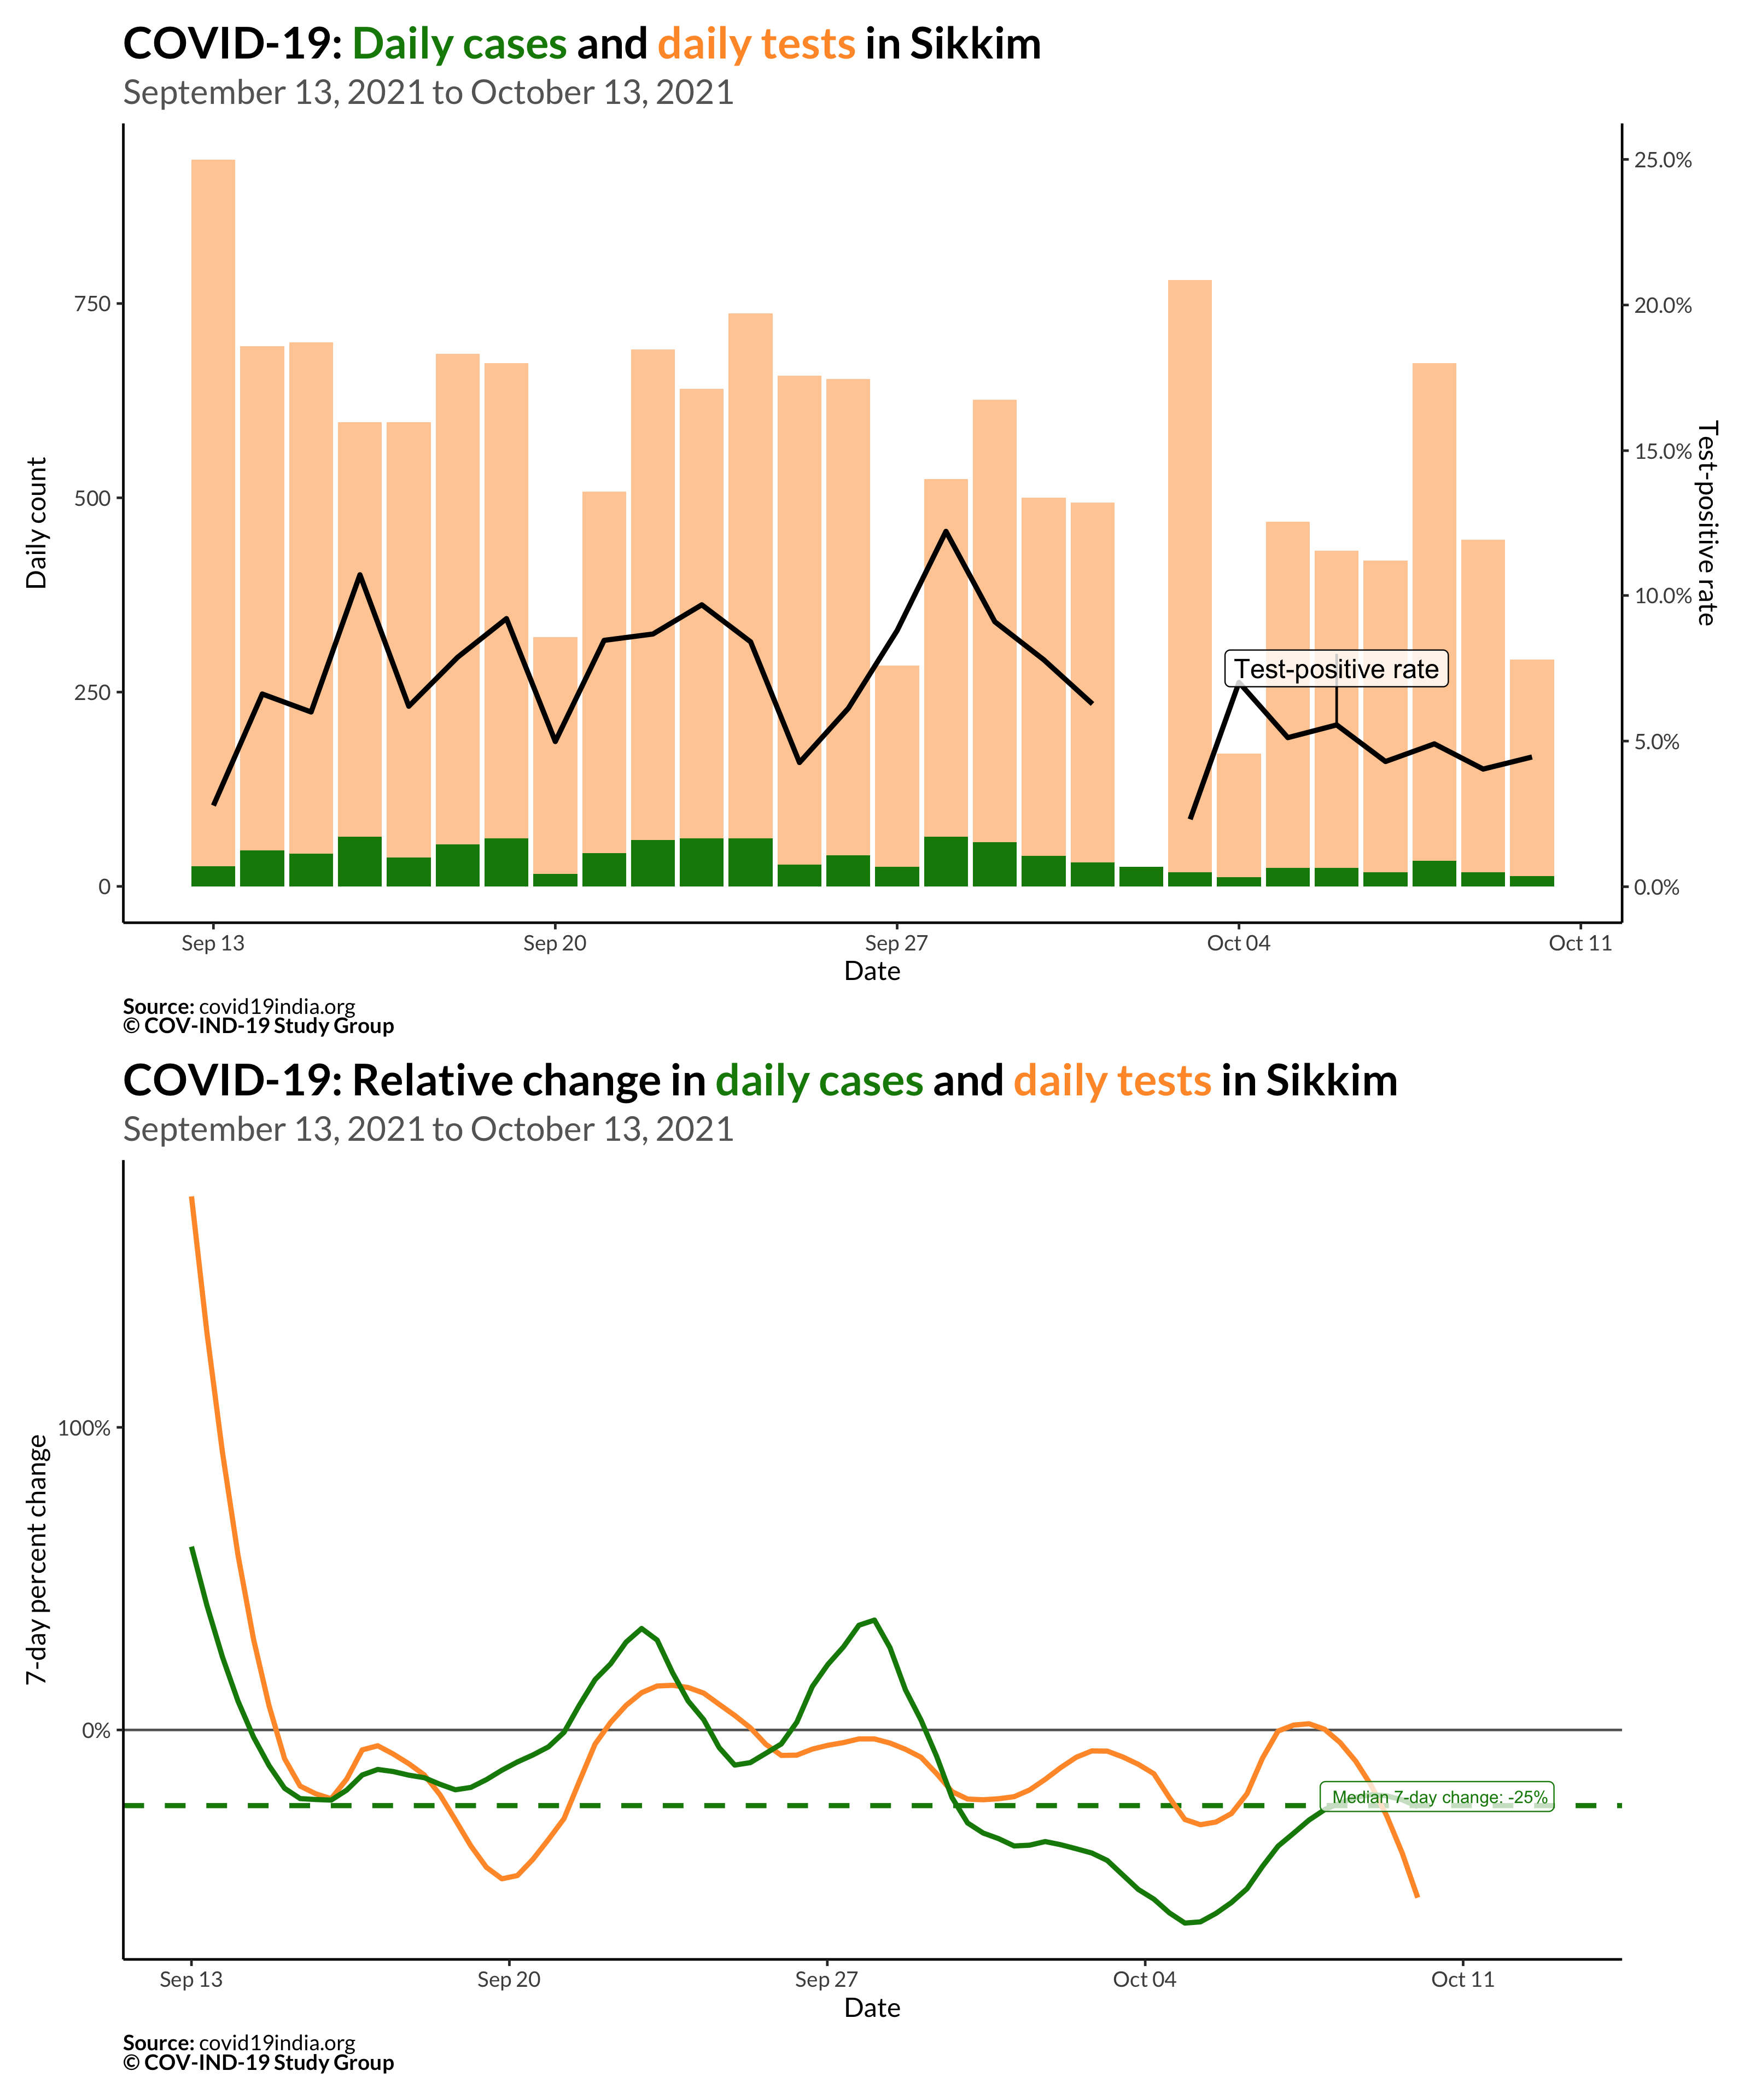 COVID-19: Daily cases and daily tests in Sikkim
September 13, 2021 to October 13, 2021
Daily count
750
500
250
0
25.0%
20.0%
15.0%
10.0%
5.0%
0.0%
Test-positive rate
Test-positive rate
Sep 13
Sep 20
Sep 27
Oct 04
Oct 11
Date
Source: covid19india.org
© COV-IND-19 Study Group
COVID-19: Relative change in daily cases and daily tests in Sikkim
September 13, 2021 to October 13, 2021
7-day percent change
100%
0%
Median 7-day change: -25%
Sep 13
Sep 20
Sep 27
Oct 04
Oct 11
Date
Source: covid19india.org
© COV-IND-19 Study Group